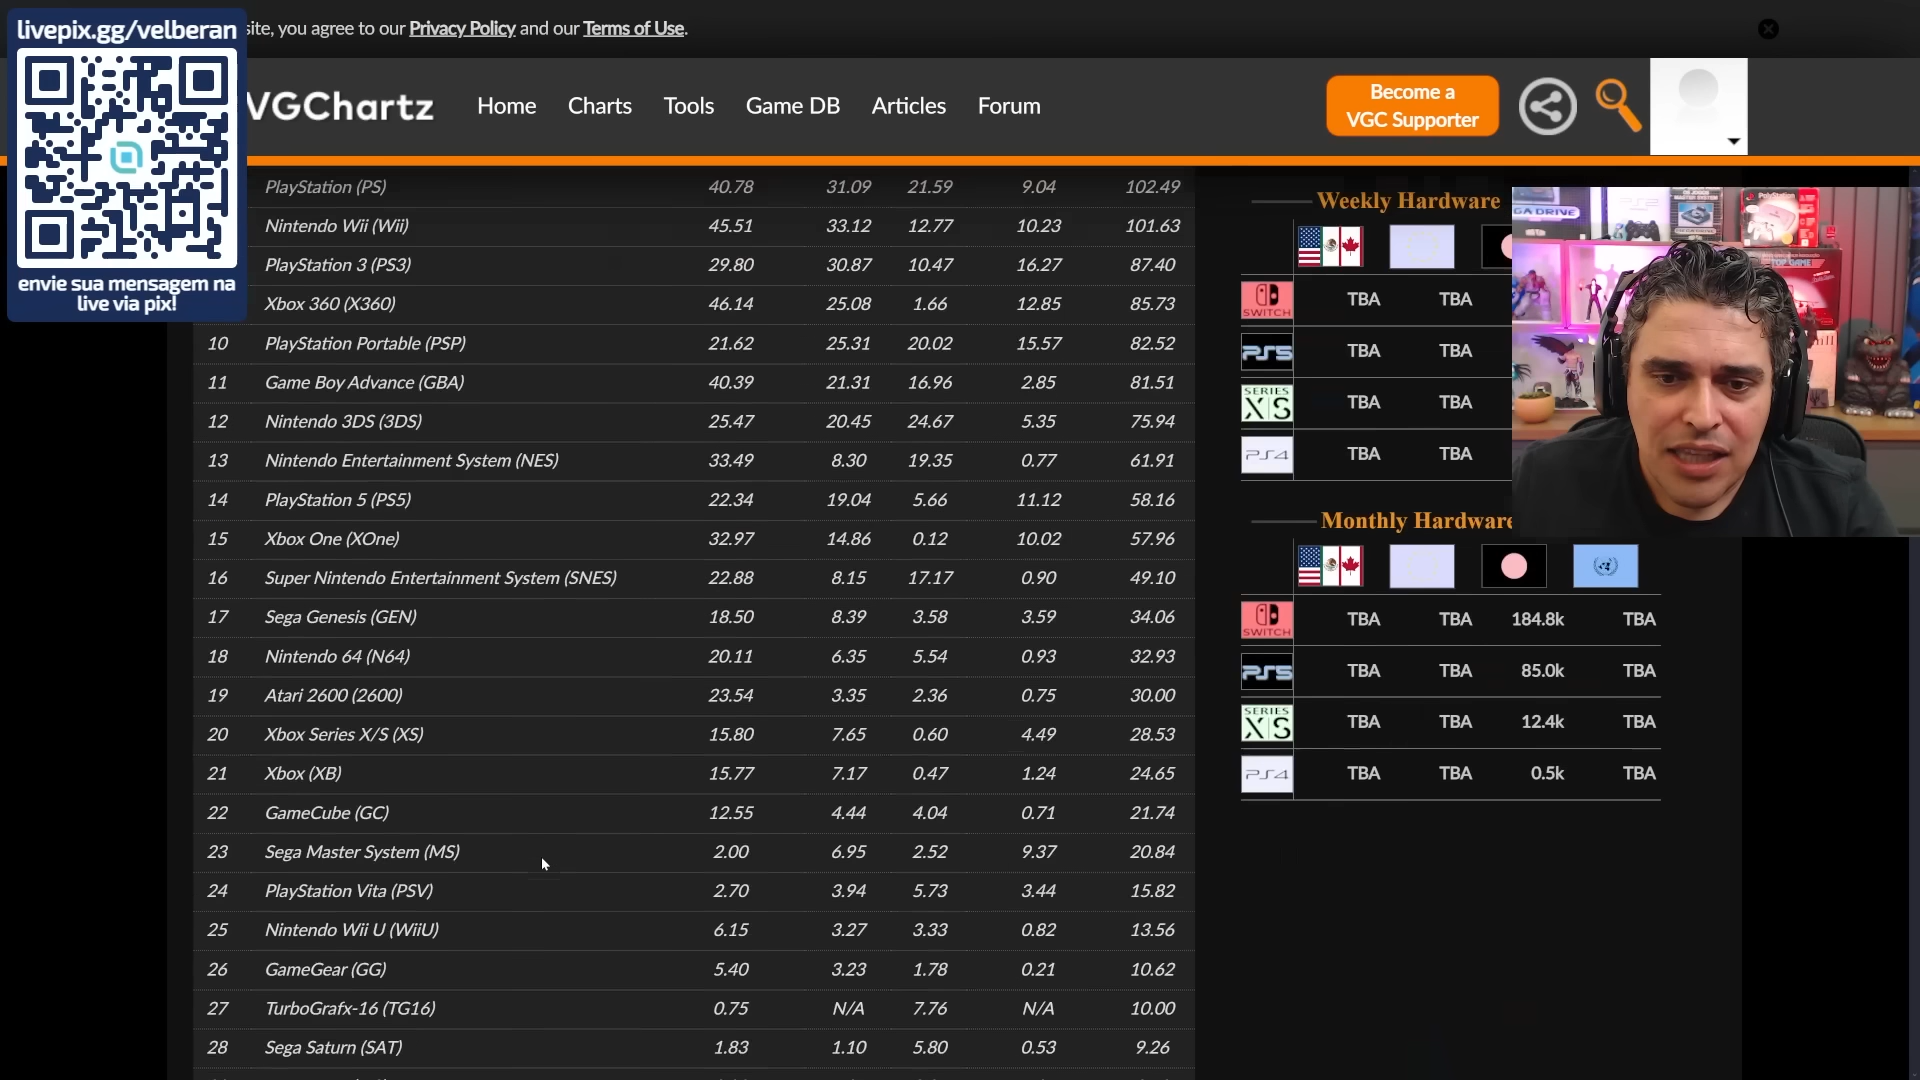 livepix.gg/velberan
envie sua mensagem na
live via pix!
site, you agree to our Privacy Policy and our Terms of Use.
VGChartz
Home Charts Tools Game DB Articles Forum
Become a
VGC Supporter
PlayStation (PS) 40.78 31.09 21.59 9.04 102.49
Nintendo Wii (Wii) 45.51 33.12 12.77 10.23 101.63
PlayStation 3 (PS3) 29.80 30.87 10.47 16.27 87.40
Xbox 360 (X360) 46.14 25.08 1.66 12.85 85.73
10 PlayStation Portable (PSP) 21.62 25.31 20.02 15.57 82.52
11 Game Boy Advance (GBA) 40.39 21.31 16.96 2.85 81.51
12 Nintendo 3DS (3DS) 25.47 20.45 24.67 5.35 75.94
13 Nintendo Entertainment System (NES) 33.49 8.30 19.35 0.77 61.91
14 PlayStation 5 (PS5) 22.34 19.04 5.66 11.12 58.16
15 Xbox One (XOne) 32.97 14.86 0.12 10.02 57.96
16 Super Nintendo Entertainment System (SNES) 22.88 8.15 17.17 0.90 49.10
17 Sega Genesis (GEN) 18.50 8.39 3.58 3.59 34.06
18 Nintendo 64 (N64) 20.11 6.35 5.54 0.93 32.93
19 Atari 2600 (2600) 23.54 3.35 2.36 0.75 30.00
20 Xbox Series X/S (XS) 15.80 7.65 0.60 4.49 28.53
21 Xbox (XB) 15.77 7.17 0.47 1.24 24.65
22 GameCube (GC) 12.55 4.44 4.04 0.71 21.74
23 Sega Master System (MS) 2.00 6.95 2.52 9.37 20.84
24 PlayStation Vita (PSV) 2.70 3.94 5.73 3.44 15.82
25 Nintendo Wii U (WiiU) 6.15 3.27 3.33 0.82 13.56
26 GameGear (GG) 5.40 3.23 1.78 0.21 10.62
27 TurboGrafx-16 (TG16) 0.75 N/A 7.76 N/A 10.00
28 Sega Saturn (SAT) 1.83 1.10 5.80 0.53 9.26
Weekly Hardware
SWITCH TBA TBA
PS5 TBA TBA
SERIES X|S TBA TBA
PS4 TBA TBA
Monthly Hardware
SWITCH TBA TBA 184.8k TBA
PS5 TBA TBA 85.0k TBA
SERIES X|S TBA TBA 12.4k TBA
PS4 TBA TBA 0.5k TBA
GA DRIVE
PlayStation
TOP GAME